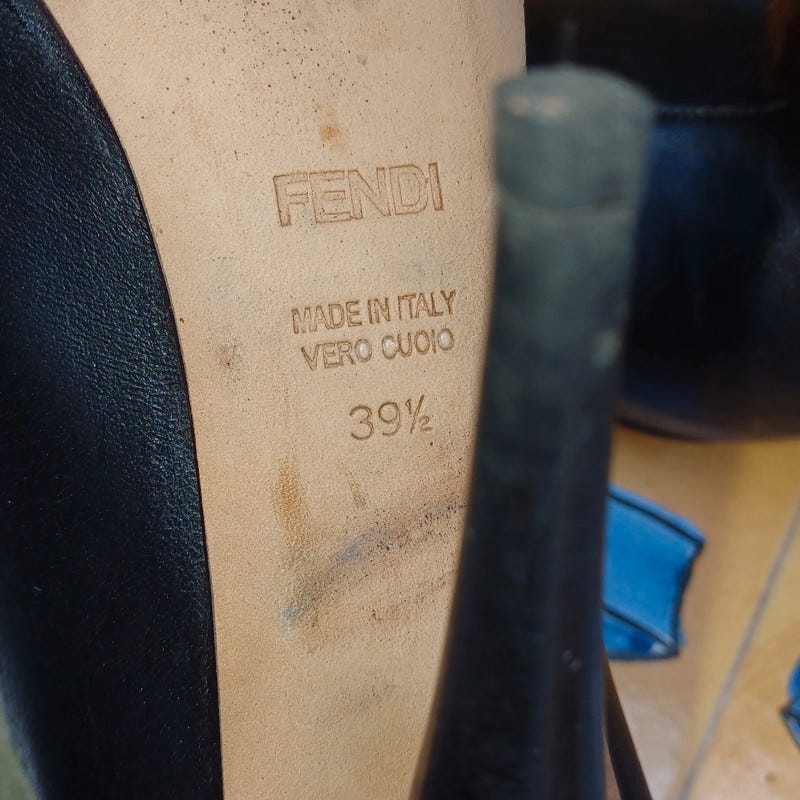 FENDI
MADE IN ITALY
VERO CUOIO
39½